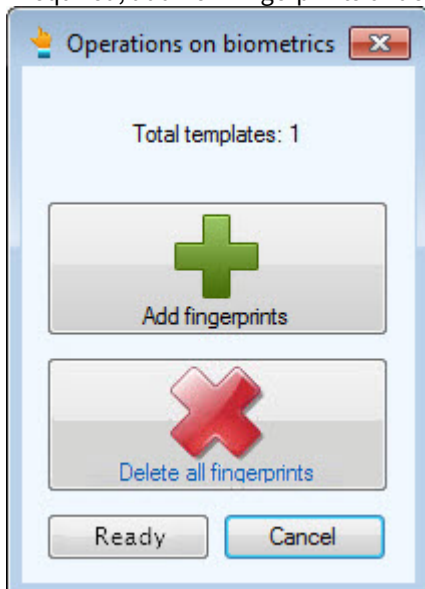 Operations on biometrics
Total templates: 1
Add fingerprints
Delete all fingerprints
Ready
Cancel